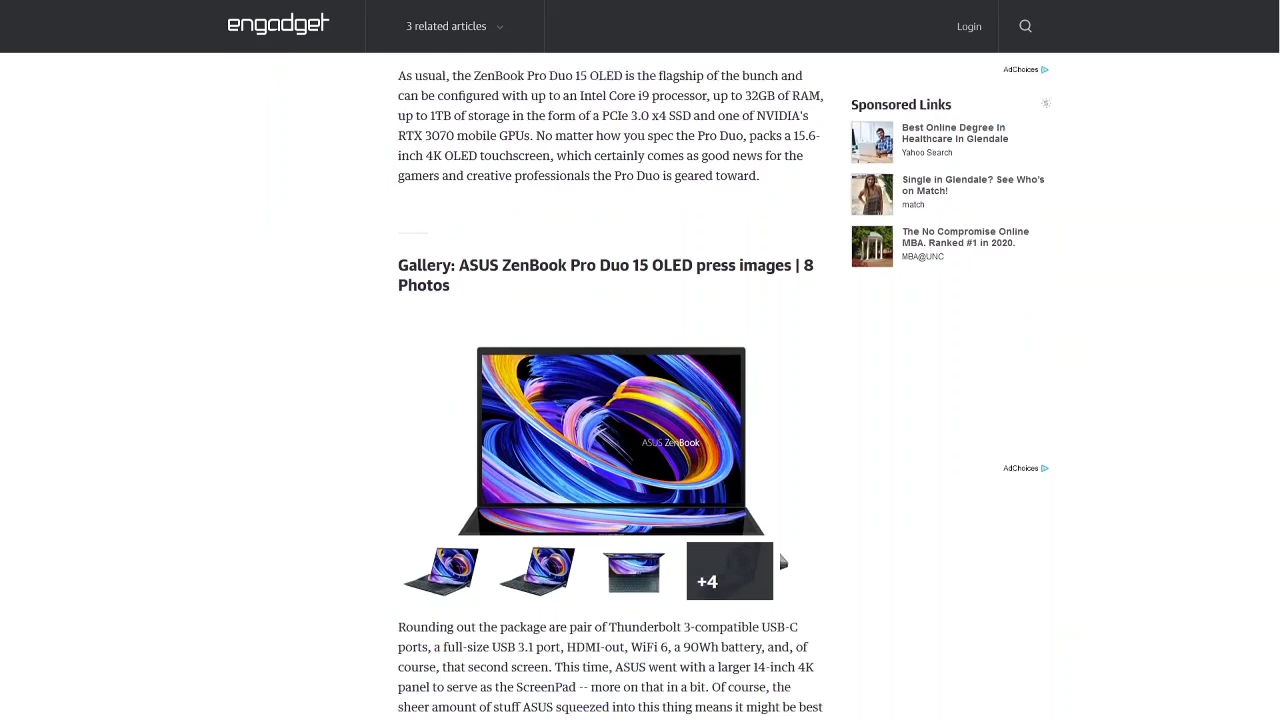 engadget
3 related articles
Login
As usual, the ZenBook Pro Duo 15 OLED is the flagship of the bunch and
can be configured with up to an Intel Core i9 processor, up to 32GB of RAM,
up to 1TB of storage in the form of a PCIe 3.0 x4 SSD and one of NVIDIA's
RTX 3070 mobile GPUs. No matter how you spec the Pro Duo, packs a 15.6-
inch 4K OLED touchscreen, which certainly comes as good news for the
gamers and creative professionals the Pro Duo is geared toward.
Gallery: ASUS ZenBook Pro Duo 15 OLED press images | 8
Photos
ASUS ZenBook
+4
Rounding out the package are pair of Thunderbolt 3-compatible USB-C
ports, a full-size USB 3.1 port, HDMI-out, WiFi 6, a 90Wh battery, and, of
course, that second screen. This time, ASUS went with a larger 14-inch 4K
panel to serve as the ScreenPad -- more on that in a bit. Of course, the
sheer amount of stuff ASUS squeezed into this thing means it might be best
AdChoices
Sponsored Links
Best Online Degree In
Healthcare In Glendale
Yahoo Search
Single in Glendale? See Who's
on Match!
match
The No Compromise Online
MBA. Ranked #1 in 2020.
MBA@UNC
AdChoices